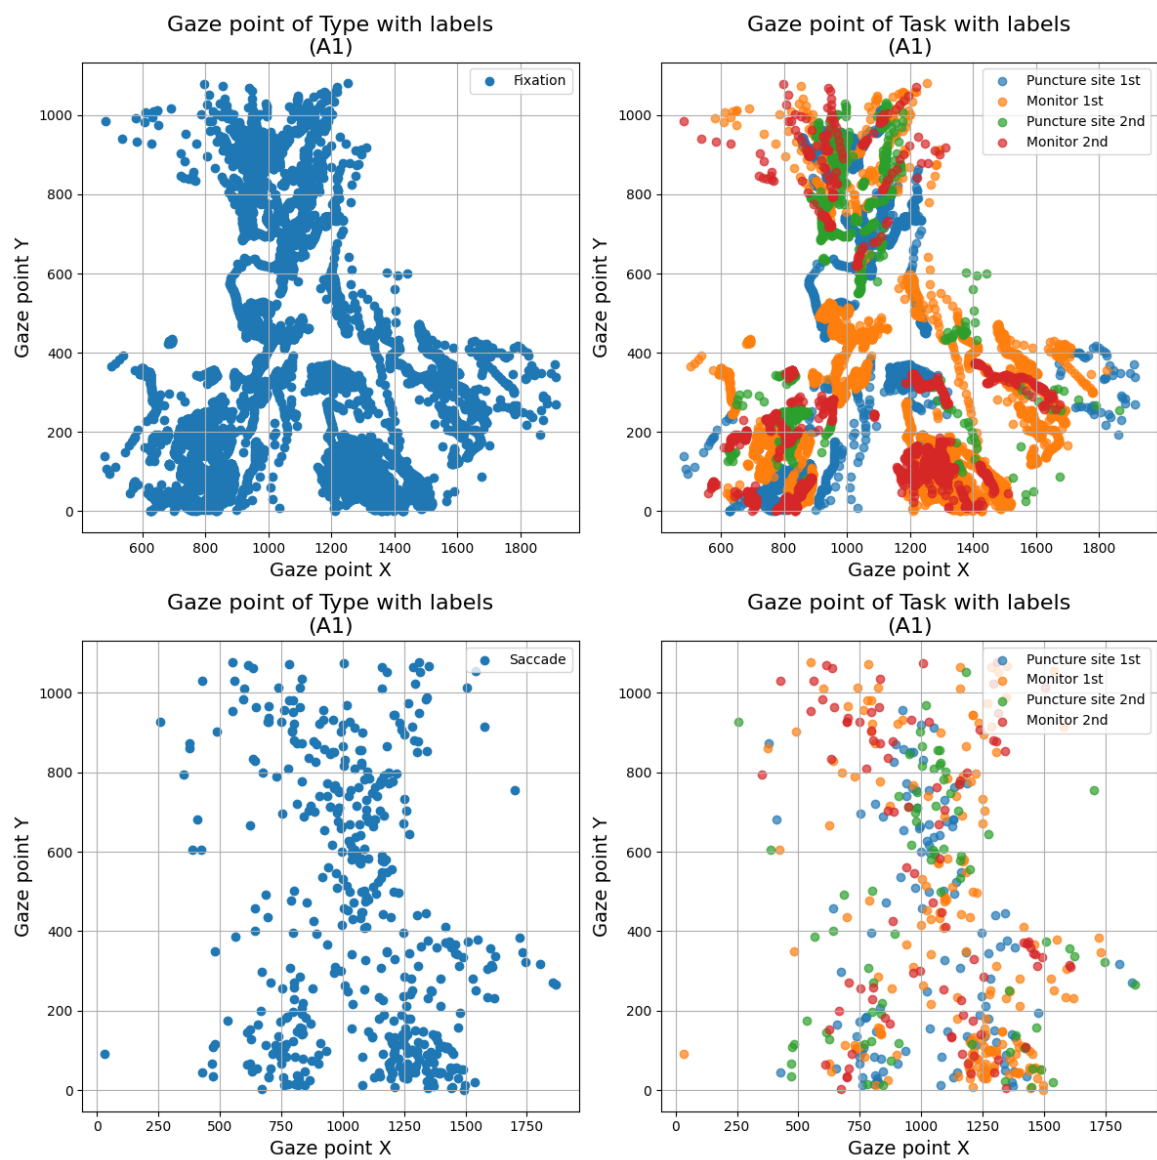 Gaze point of Type with labels
(A1)
Fixation
Gaze point Y
1000
800
600
400
200
0
600
800
1000
1200
1400
1600
1800
Gaze point X
Gaze point of Task with labels
(A1)
Puncture site 1st
Monitor 1st
Puncture site 2nd
Monitor 2nd
Gaze point Y
1000
800
600
400
200
0
600
800
1000
1200
1400
1600
1800
Gaze point X
Gaze point of Type with labels
(A1)
Saccade
Gaze point Y
1000
800
600
400
200
0
0
250
500
750
1000
1250
1500
1750
Gaze point X
Gaze point of Task with labels
(A1)
Puncture site 1st
Monitor 1st
Puncture site 2nd
Monitor 2nd
Gaze point Y
1000
800
600
400
200
0
0
250
500
750
1000
1250
1500
1750
Gaze point X